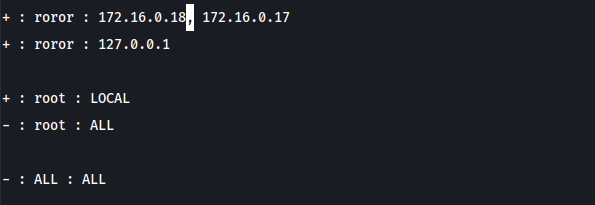 + : roror : 172.16.0.18, 172.16.0.17
+ : roror : 127.0.0.1
+ : root : LOCAL
- : root : ALL
- : ALL : ALL